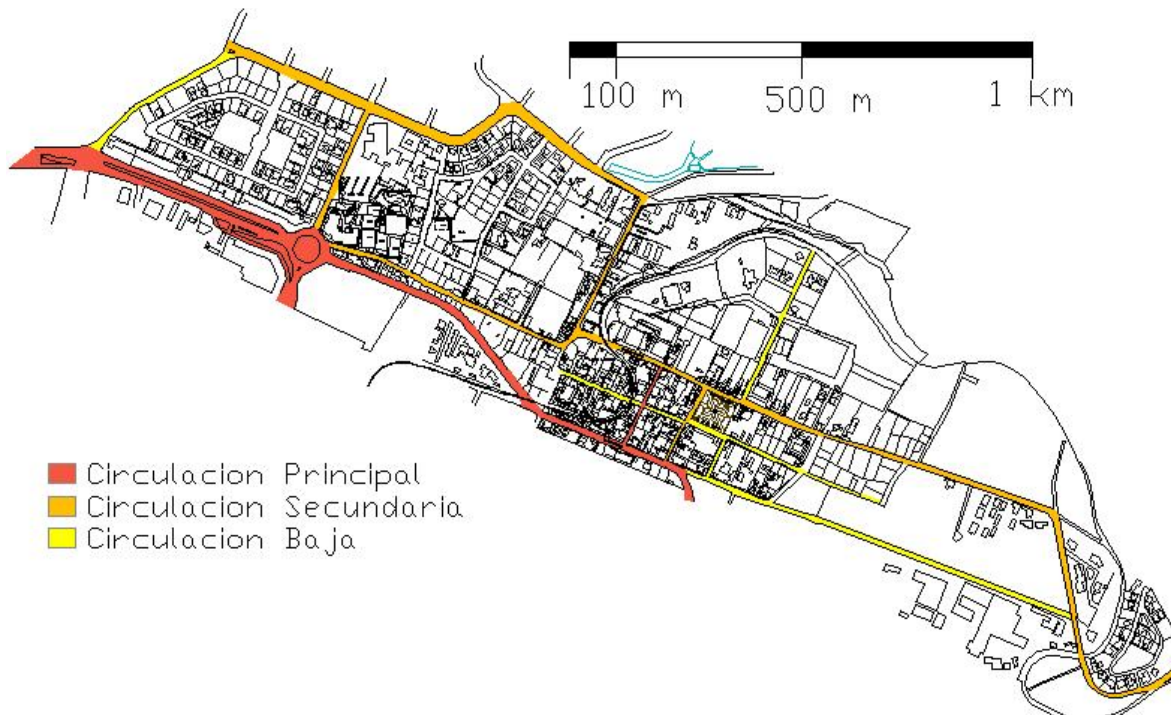 100 m 500 m 1 km
Circulacion Principal
Circulacion Secundaria
Circulacion Baja